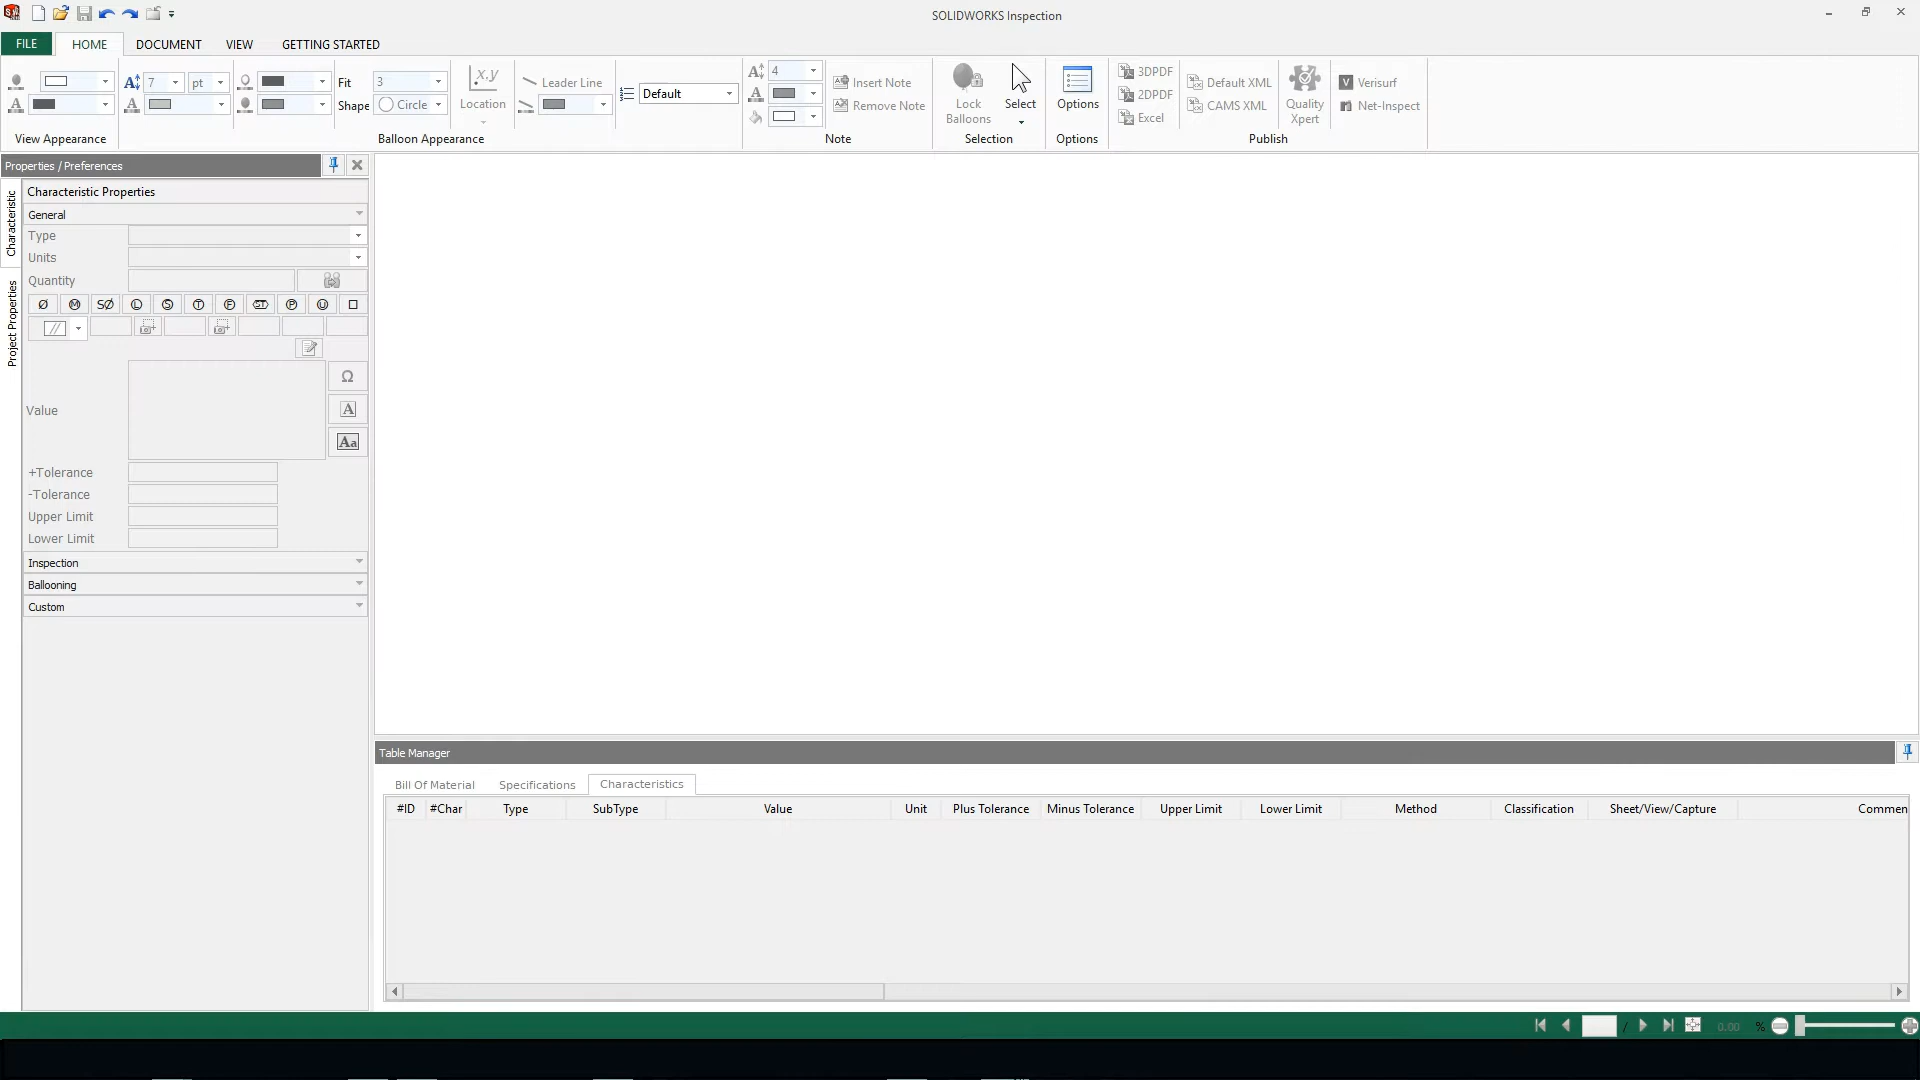 SOLIDWORKS Inspection
FILE HOME DOCUMENT VIEW GETTING STARTED
7 pt Fit 3 x.y Leader Line 4 Insert Note 3DPDF Default XML Verisurf
Shape Circle Location Default Remove Note Lock Balloons Select Options 2DPDF CAMS XML Quality Xpert Net-Inspect
Excel
View Appearance Balloon Appearance Note Selection Options Publish
Properties / Preferences
Characteristic
Project Properties
Characteristic Properties
General
Type
Units
Quantity
Ø Ⓜ SØ Ⓛ Ⓢ Ⓣ Ⓕ ST Ⓟ Ⓤ
Value
Ω
A
Aa
+Tolerance
-Tolerance
Upper Limit
Lower Limit
Inspection
Ballooning
Custom
Table Manager
Bill Of Material Specifications Characteristics
#ID #Char Type SubType Value Unit Plus Tolerance Minus Tolerance Upper Limit Lower Limit Method Classification Sheet/View/Capture Commen
/ 0.00 %